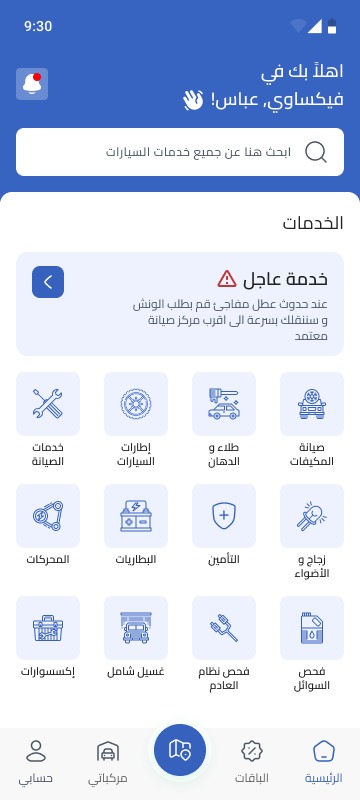 9:30
اهلاً بك في
فيكساوي, عباس!
ابحث هنا عن جميع خدمات السيارات
الخدمات
خدمة عاجل
عند حدوث عطل مفاجئ قم بطلب الونش
و سننقلك بسرعة الى اقرب مركز صيانة
معتمد
صيانة
المكيفات
طلاء و
الدهان
إطارات
السيارات
خدمات
الصيانة
زجاج و
الأضواء
التأمين
البطاريات
المحركات
فحص
السوائل
فحص نظام
العادم
غسيل شامل
إكسسوارات
الرئيسية
الباقات
مركباتي
حسابي